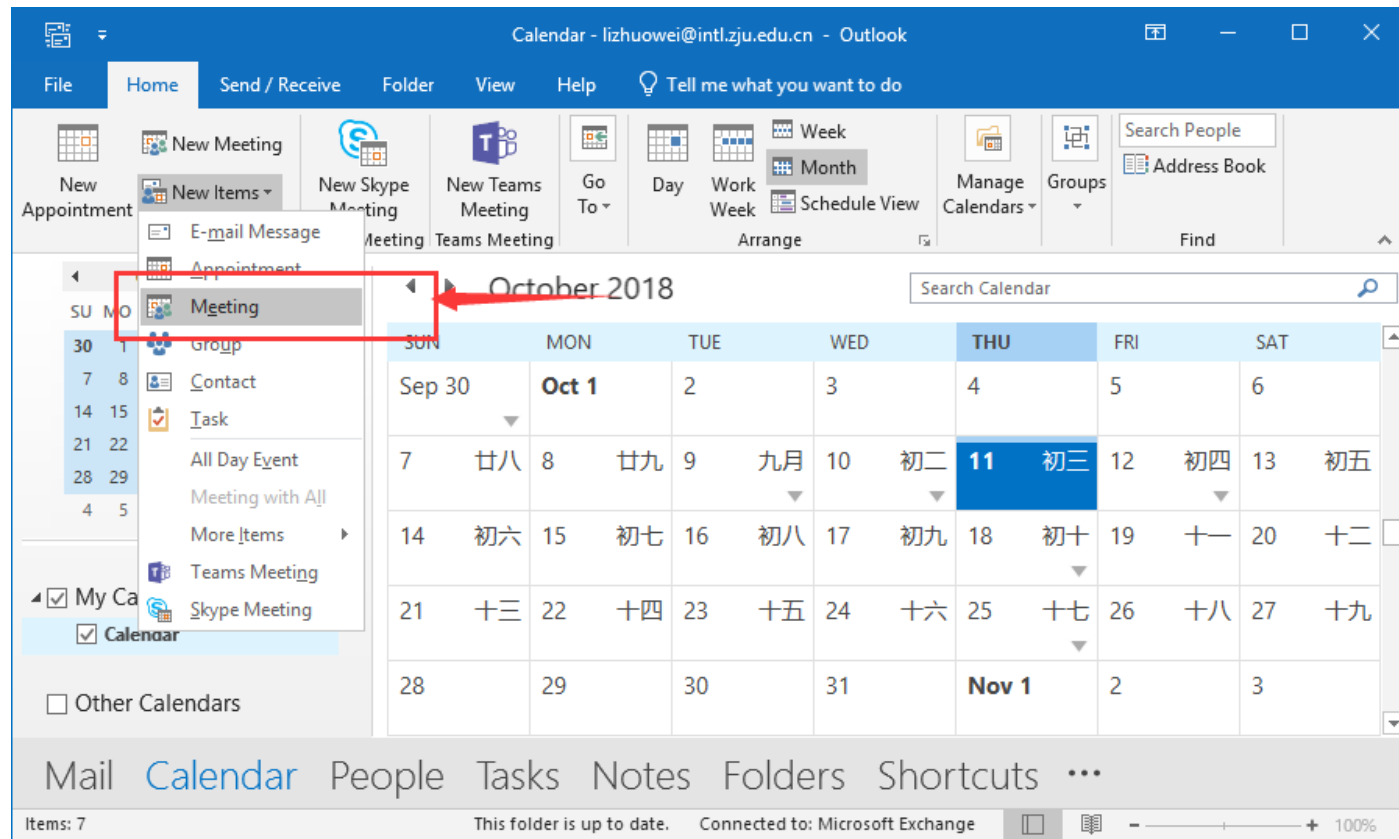 Calendar - lizhuowei@intl.zju.edu.cn - Outlook
File Home Send / Receive Folder View Help Tell me what you want to do
New Appointment
New Meeting
New Items
New Skype Meeting
New Teams Meeting
Go To
Day
Work Week
Week
Month
Schedule View
Manage Calendars
Groups
Search People
Address Book
Meeting Teams Meeting Arrange Find
E-mail Message
Appointment
Meeting
Group
Contact
Task
All Day Event
Meeting with All
More Items
Teams Meeting
Skype Meeting
SU MO
30 1
7 8
14 15
21 22
28 29
4 5
My Ca
Calendar
Other Calendars
October 2018
Search Calendar
SUN MON TUE WED THU FRI SAT
Sep 30 Oct 1 2 3 4 5 6
7 廿八 8 廿九 9 九月 10 初二 11 初三 12 初四 13 初五
14 初六 15 初七 16 初八 17 初九 18 初十 19 十一 20 十二
21 十三 22 十四 23 十五 24 十六 25 十七 26 十八 27 十九
28 29 30 31 Nov 1 2 3
Mail Calendar People Tasks Notes Folders Shortcuts ···
Items: 7 This folder is up to date. Connected to: Microsoft Exchange 100%